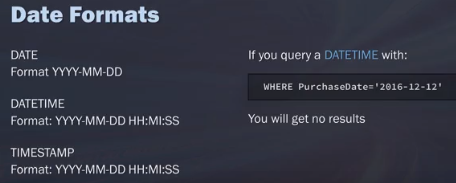 Date Formats
DATE
Format YYYY-MM-DD
DATETIME
Format: YYYY-MM-DD HH:MI:SS
TIMESTAMP
Format: YYYY-MM-DD HH:MI:SS
If you query a DATETIME with:
WHERE PurchaseDate='2016-12-12'
You will get no results